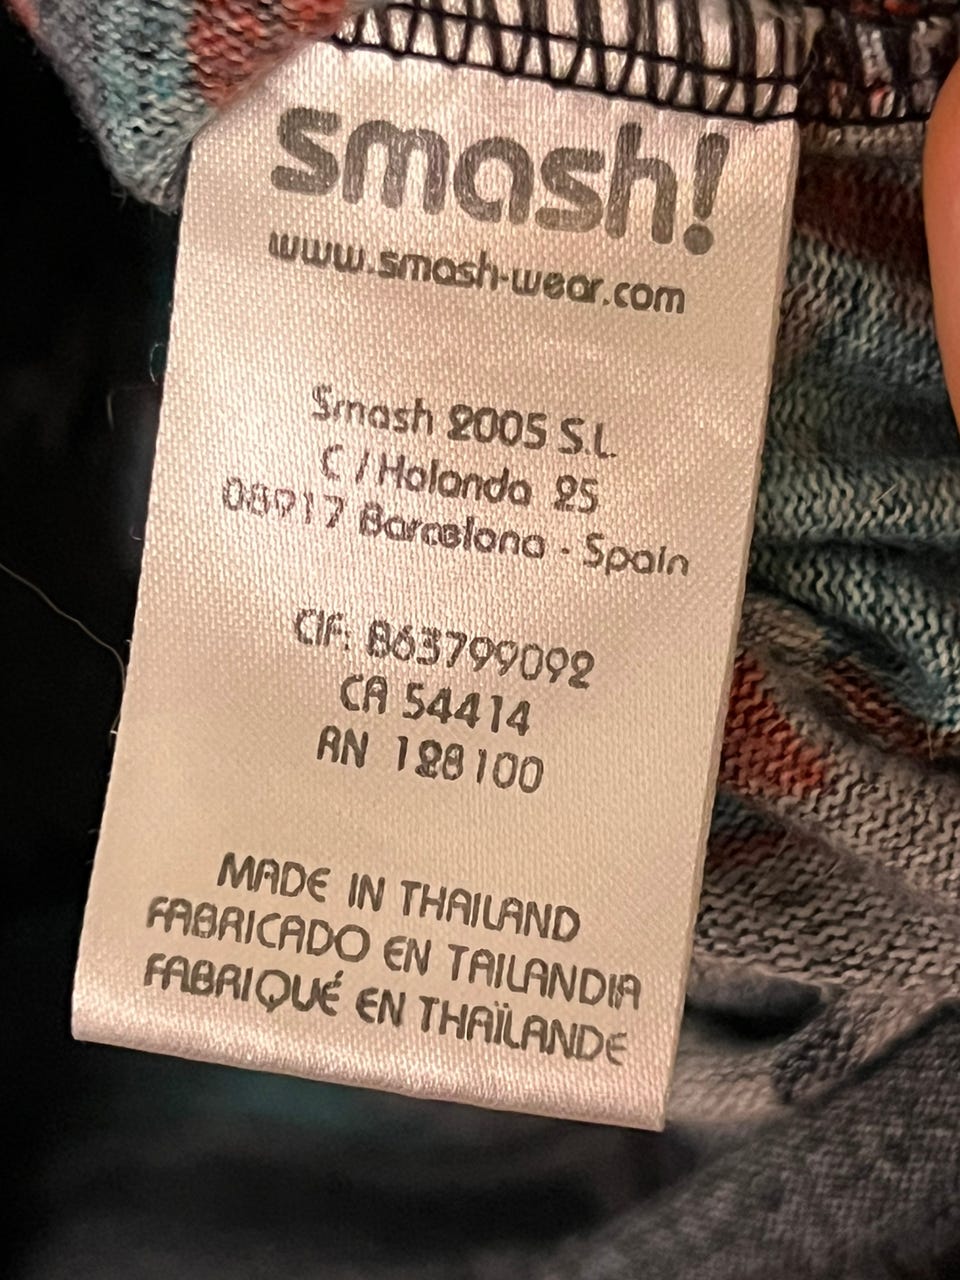 smash!
www.smash-wear.com
Smash 2005 S.L.
C / Holanda 25
08917 Barcelona - Spain
CIF: B63799092
CA 54414
RN 128100
MADE IN THAILAND
FABRICADO EN TAILANDIA
FABRIQUÉ EN THAÏLANDE